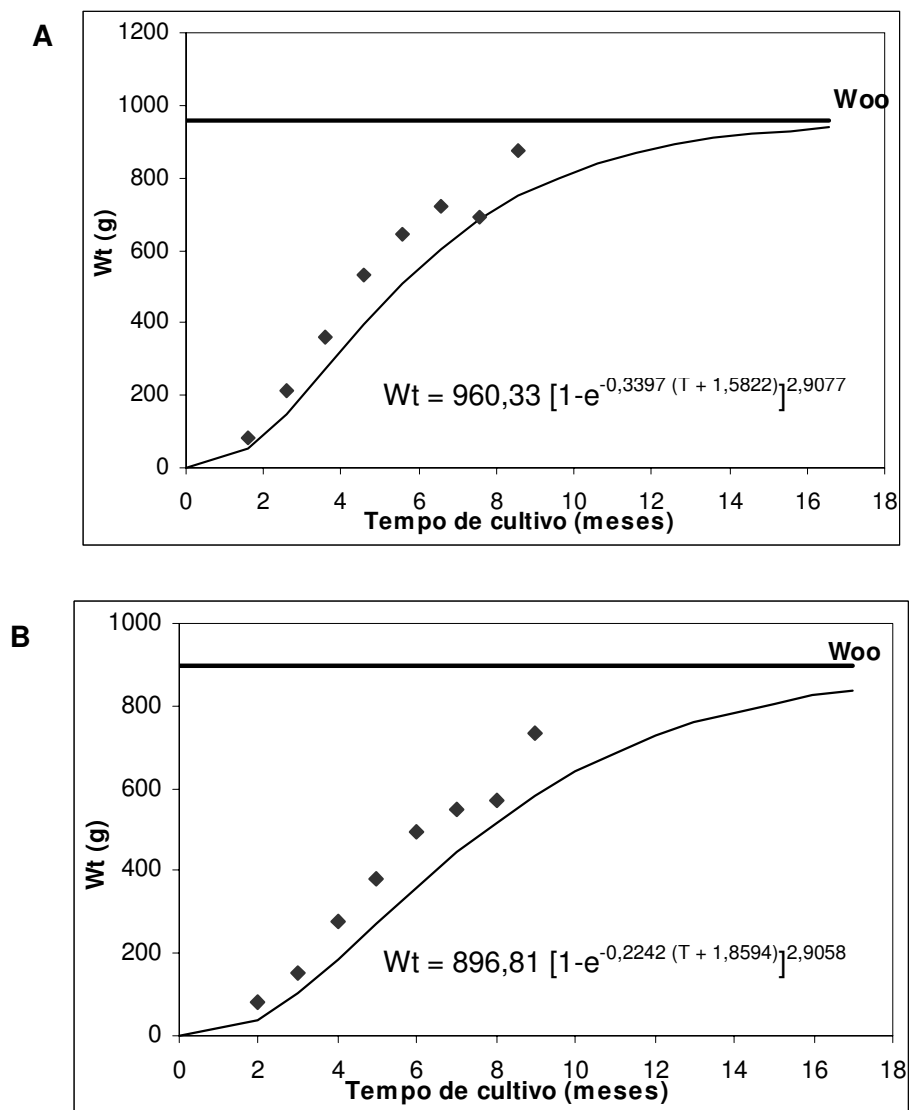 A
1200
1000
800
600
400
200
0
Wt (g)
Woo
Wt = 960,33 [1-e^-0,3397 (T + 1,5822)]^2,9077
0 2 4 6 8 10 12 14 16 18
Tempo de cultivo (meses)
B
1000
800
600
400
200
0
Wt (g)
Woo
Wt = 896,81 [1-e^-0,2242 (T + 1,8594)]^2,9058
0 2 4 6 8 10 12 14 16 18
Tempo de cultivo (meses)